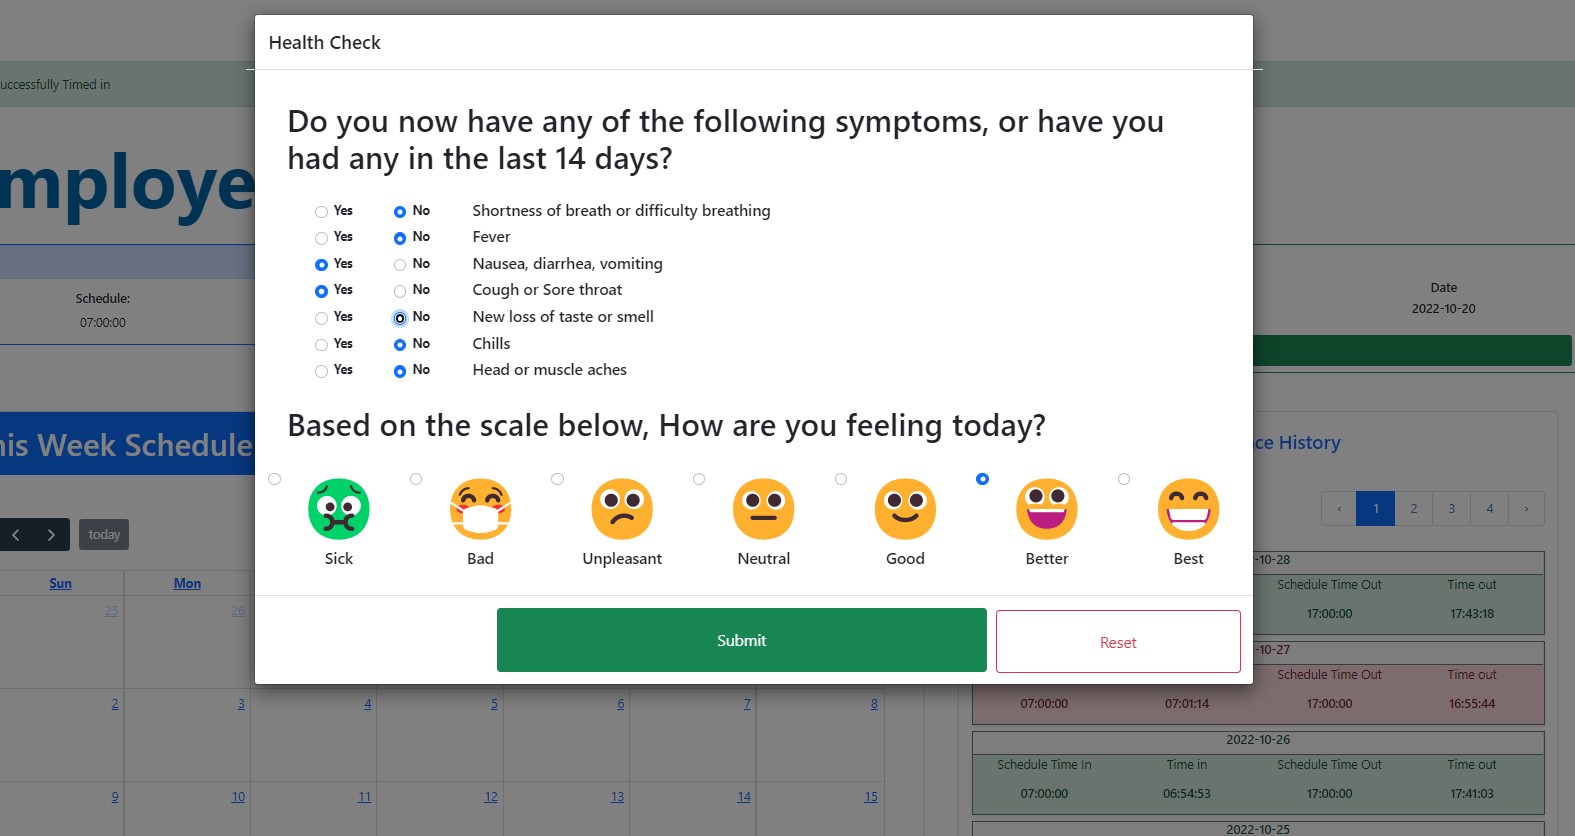 Health Check
uccessfully Timed in
Do you now have any of the following symptoms, or have you
had any in the last 14 days?
mploye
Yes No Shortness of breath or difficulty breathing
Yes No Fever
Yes No Nausea, diarrhea, vomiting
Yes No Cough or Sore throat
Yes No New loss of taste or smell
Yes No Chills
Yes No Head or muscle aches
Schedule:
07:00:00
Date
2022-10-20
Based on the scale below, How are you feeling today?
his Week Schedule
ce History
Sick Bad Unpleasant Neutral Good Better Best
‹ 1 2 3 4 ›
today
Submit
Reset
Sun Mon
25 26
2 3 4 5 6 7 8
9 10 11 12 13 14 15
-10-28
Schedule Time Out Time out
17:00:00 17:43:18
-10-27
Schedule Time Out Time out
07:00:00 07:01:14 17:00:00 16:55:44
2022-10-26
Schedule Time In Time in Schedule Time Out Time out
07:00:00 06:54:53 17:00:00 17:41:03
2022-10-25